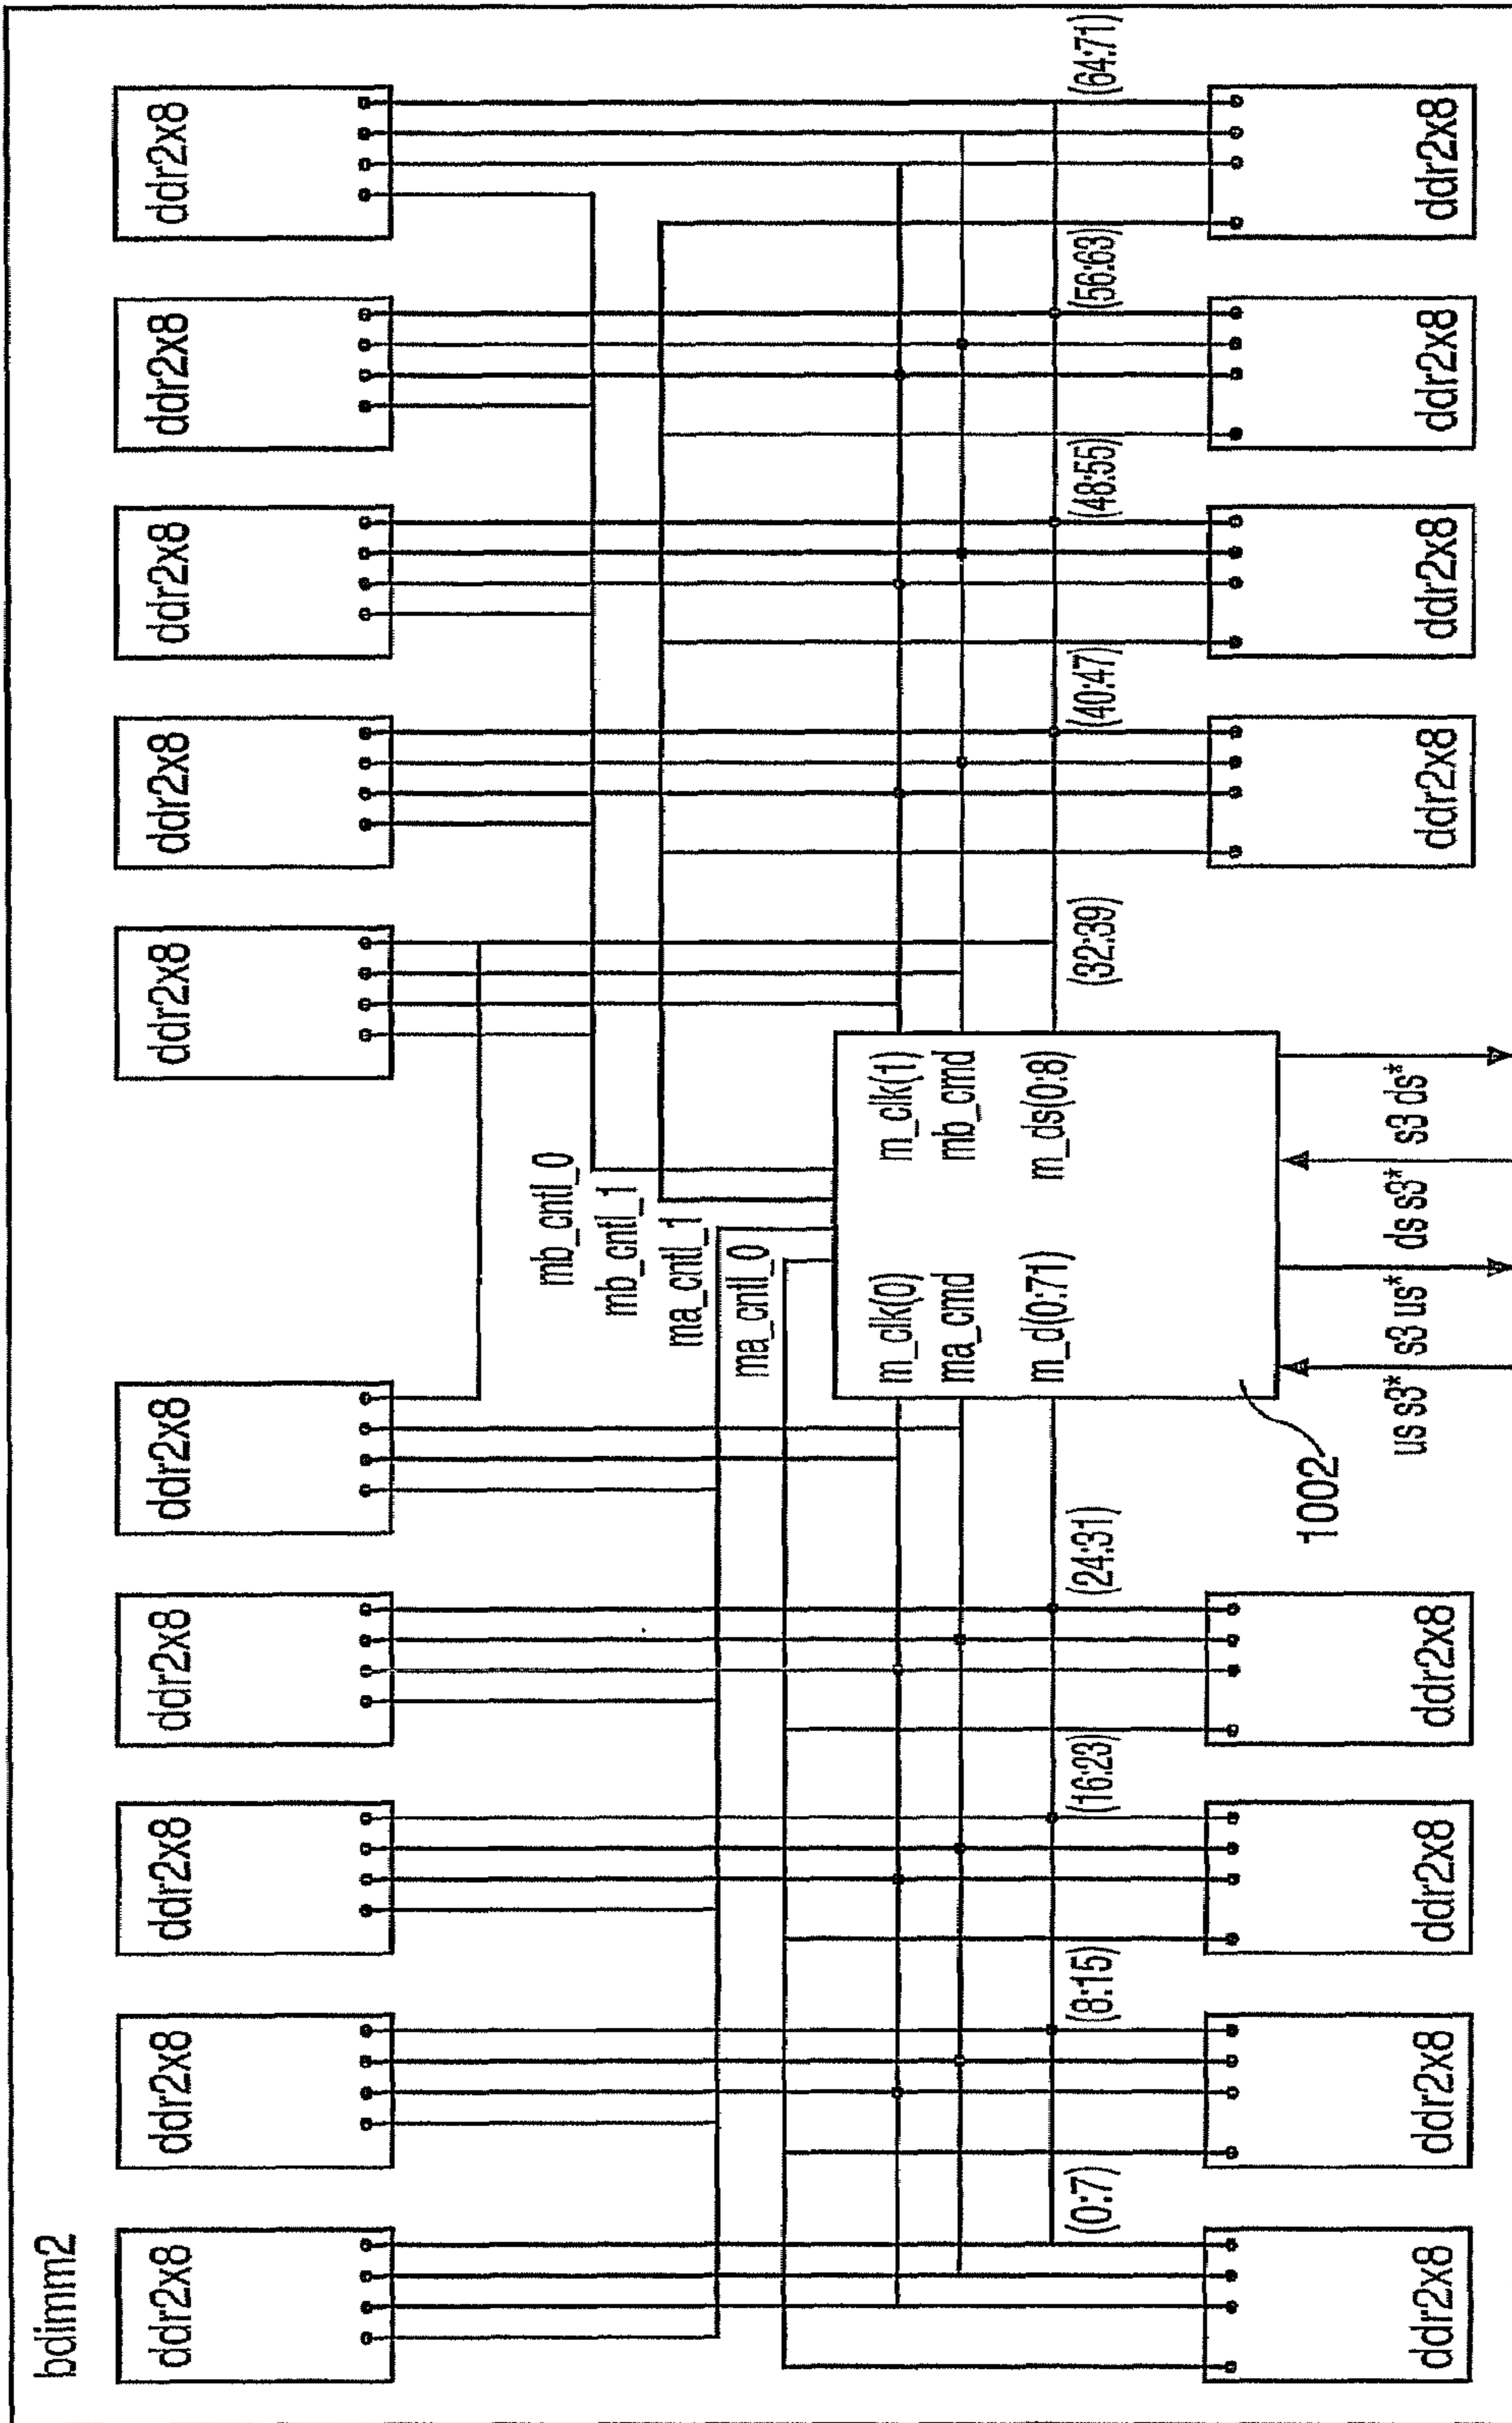 bdimm2
ddr2x8
ddr2x8
ddr2x8
ddr2x8
ddr2x8
ddr2x8
ddr2x8
ddr2x8
ddr2x8
ddr2x8
mb_cntl_0
mb_cntl_1
ma_cntl_1
ma_cntl_0
m_clk(0)
m_clk(1)
ma_cmd
mb_cmd
m_d(0:71)
m_ds(0:8)
(0:7)
(8:15)
(16:23)
(24:31)
(32:39)
(40:47)
(48:55)
(56:63)
(64:71)
1002
us s3*
s3 us*
ds s3*
s3 ds*
ddr2x8
ddr2x8
ddr2x8
ddr2x8
ddr2x8
ddr2x8
ddr2x8
ddr2x8